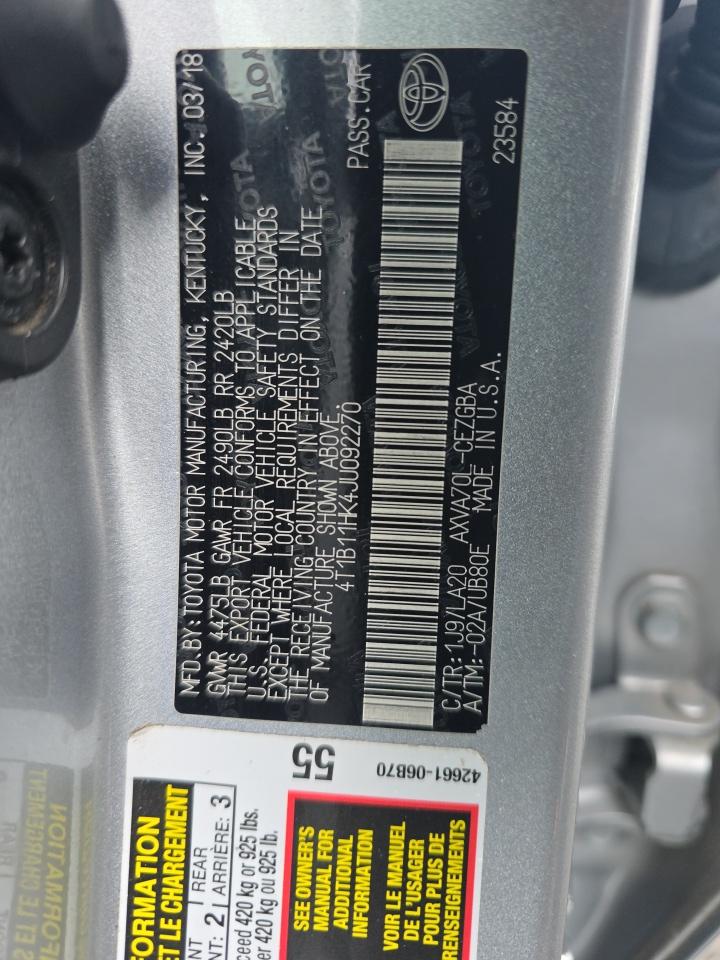 MFD.BY:TOYOTA MOTOR MANUFACTURING, KENTUCKY, INC. 03/18
GVWR 4475LB GAWR FR 2490LB RR 2420LB
THIS EXPORT VEHICLE CONFORMS TO APPLICABLE
U.S. FEDERAL MOTOR VEHICLE SAFETY STANDARDS
EXCEPT WHERE LOCAL REQUIREMENTS DIFFER IN
THE RECEIVING COUNTRY IN EFFECT ON THE DATE
OF MANUFACTURE SHOWN ABOVE.
4T1B11HK4JU092270 PASS.CAR
C/TR:1J9/LA20 AXVA70L-CEZGBA
A/TM:-02A/UB80E MADE IN U.S.A.
23584
TOYOTA
55
42661-06B70
FORMATION
ET LE CHARGEMENT
NT REAR
NT: 2 ARRIÈRE: 3
ceed 420 kg or 925 lbs.
er 420 kg ou 925 lb.
SEE OWNER'S
MANUAL FOR
ADDITIONAL
INFORMATION
VOIR LE MANUEL
DE L'USAGER
POUR PLUS DE
RENSEIGNEMENTS